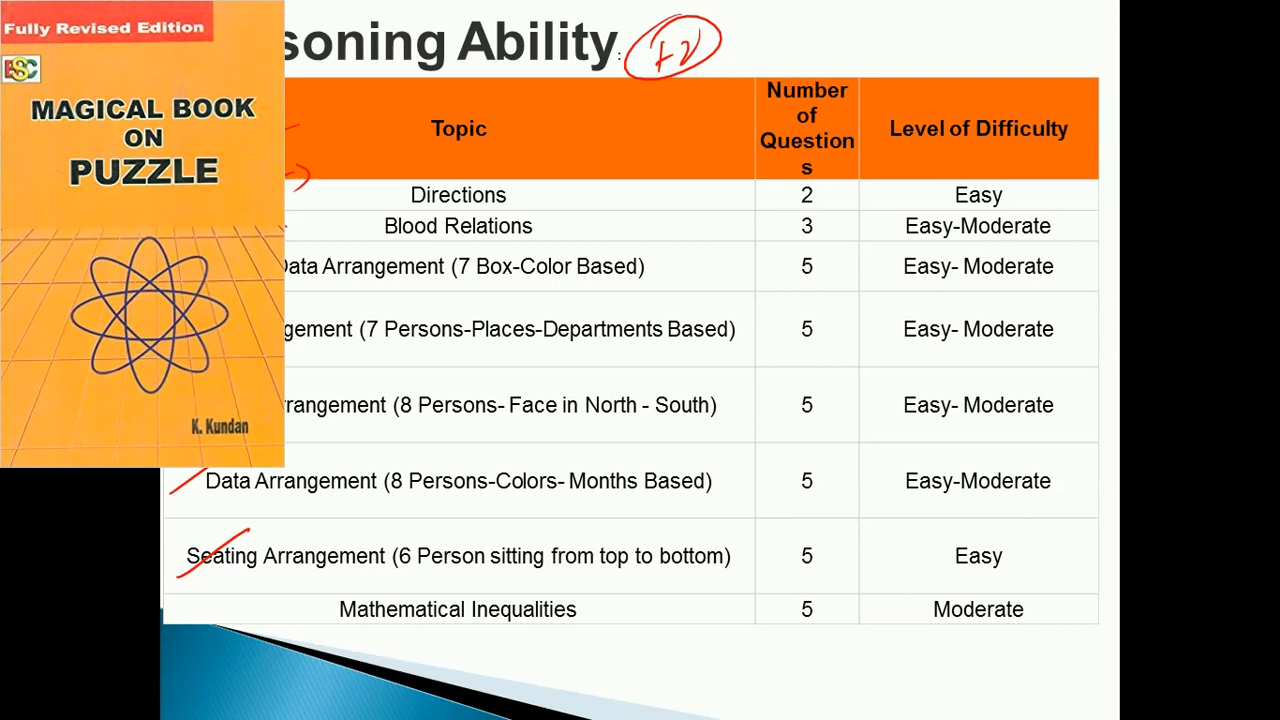 Fully Revised Edition
BSC
MAGICAL BOOK
ON
PUZZLE
K. Kundan
soning Ability:
Topic
Number
of
Question
s
Level of Difficulty
Directions 2 Easy
Blood Relations 3 Easy-Moderate
Data Arrangement (7 Box-Color Based) 5 Easy- Moderate
gement (7 Persons-Places-Departments Based) 5 Easy- Moderate
rrangement (8 Persons- Face in North - South) 5 Easy- Moderate
Data Arrangement (8 Persons-Colors- Months Based) 5 Easy-Moderate
Seating Arrangement (6 Person sitting from top to bottom) 5 Easy
Mathematical Inequalities 5 Moderate